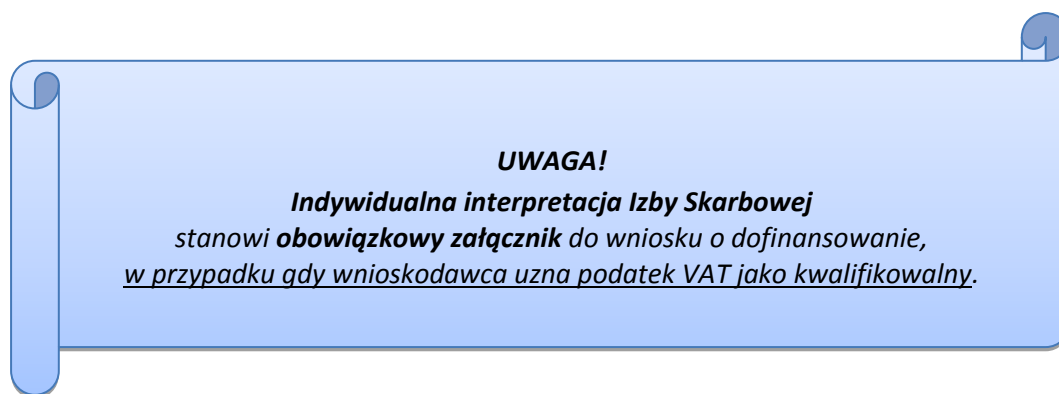 UWAGA!
Indywidualna interpretacja Izby Skarbowej
stanowi obowiązkowy załącznik do wniosku o dofinansowanie,
w przypadku gdy wnioskodawca uzna podatek VAT jako kwalifikowalny.